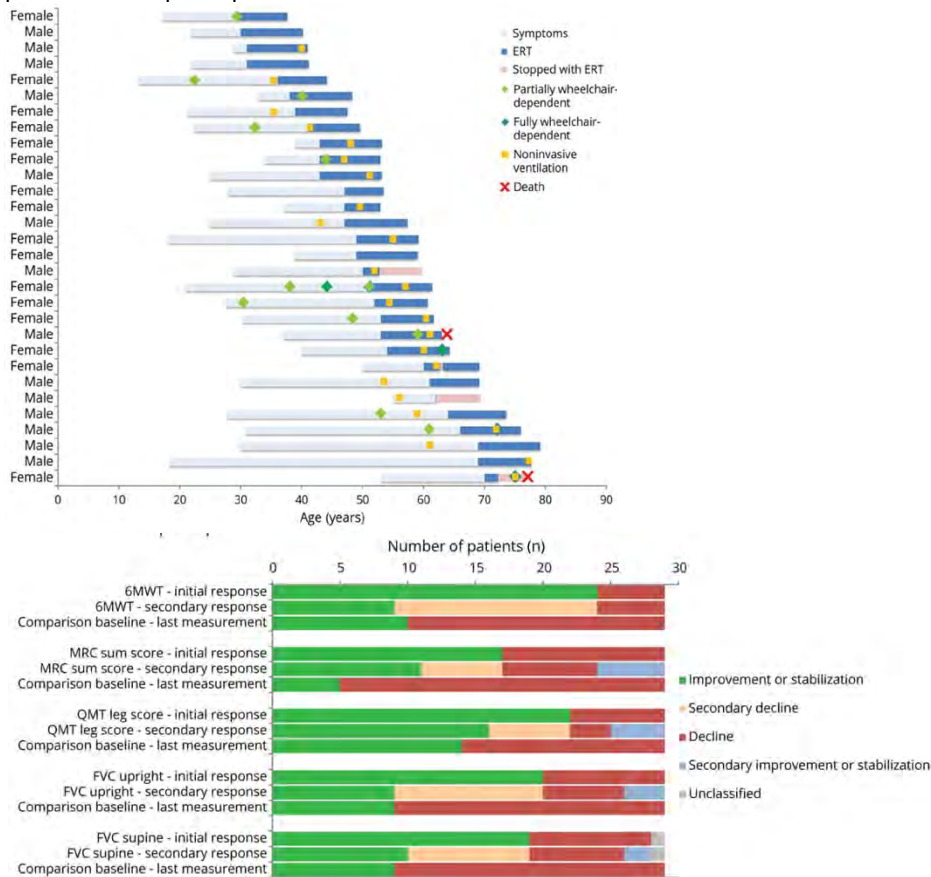 Female
Male
Male
Male
Female
Male
Female
Female
Female
Female
Male
Female
Female
Male
Female
Female
Male
Female
Female
Female
Male
Female
Female
Male
Male
Male
Male
Male
Male
Female
Symptoms
ERT
Stopped with ERT
Partially wheelchair-
dependent
Fully wheelchair-
dependent
Noninvasive
ventilation
Death
0 10 20 30 40 50 60 70 80 90
Age (years)
Number of patients (n)
0 5 10 15 20 25 30
6MWT - initial response
6MWT - secondary response
Comparison baseline - last measurement
MRC sum score - initial response
MRC sum score - secondary response
Comparison baseline - last measurement
QMT leg score - initial response
QMT leg score - secondary response
Comparison baseline - last measurement
FVC upright - initial response
FVC upright - secondary response
Comparison baseline - last measurement
FVC supine - initial response
FVC supine - secondary response
Comparison baseline - last measurement
Improvement or stabilization
Secondary decline
Decline
Secondary improvement or stabilization
Unclassified